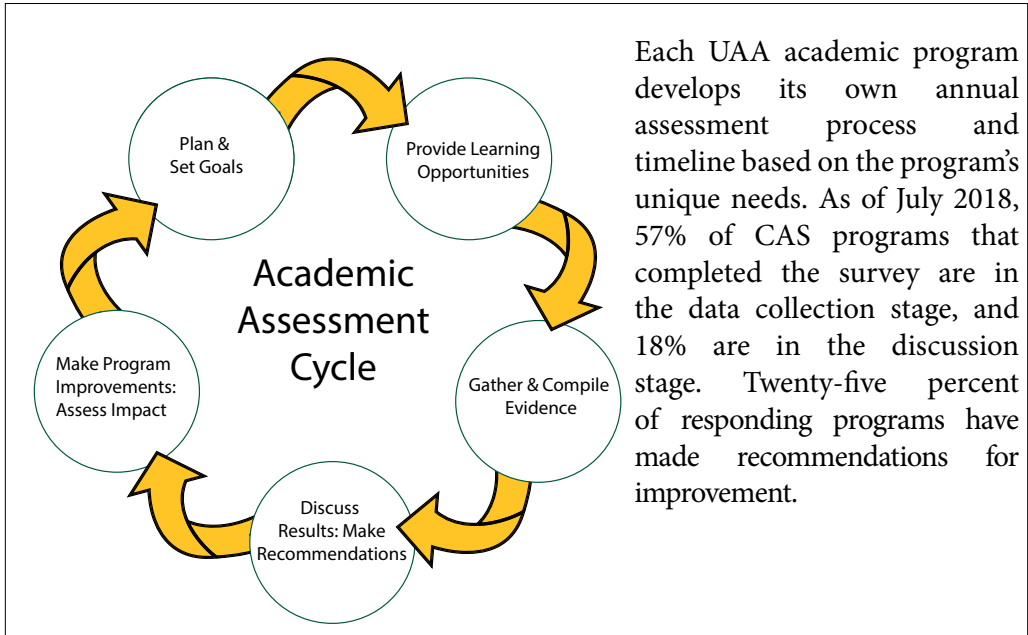 Plan &
Set Goals
Provide Learning
Opportunities
Gather & Compile
Evidence
Discuss
Results: Make
Recommendations
Make Program
Improvements:
Assess Impact
Academic
Assessment
Cycle
Each UAA academic program
develops its own annual
assessment process and
timeline based on the program’s
unique needs. As of July 2018,
57% of CAS programs that
completed the survey are in
the data collection stage, and
18% are in the discussion
stage. Twenty-five percent
of responding programs have
made recommendations for
improvement.